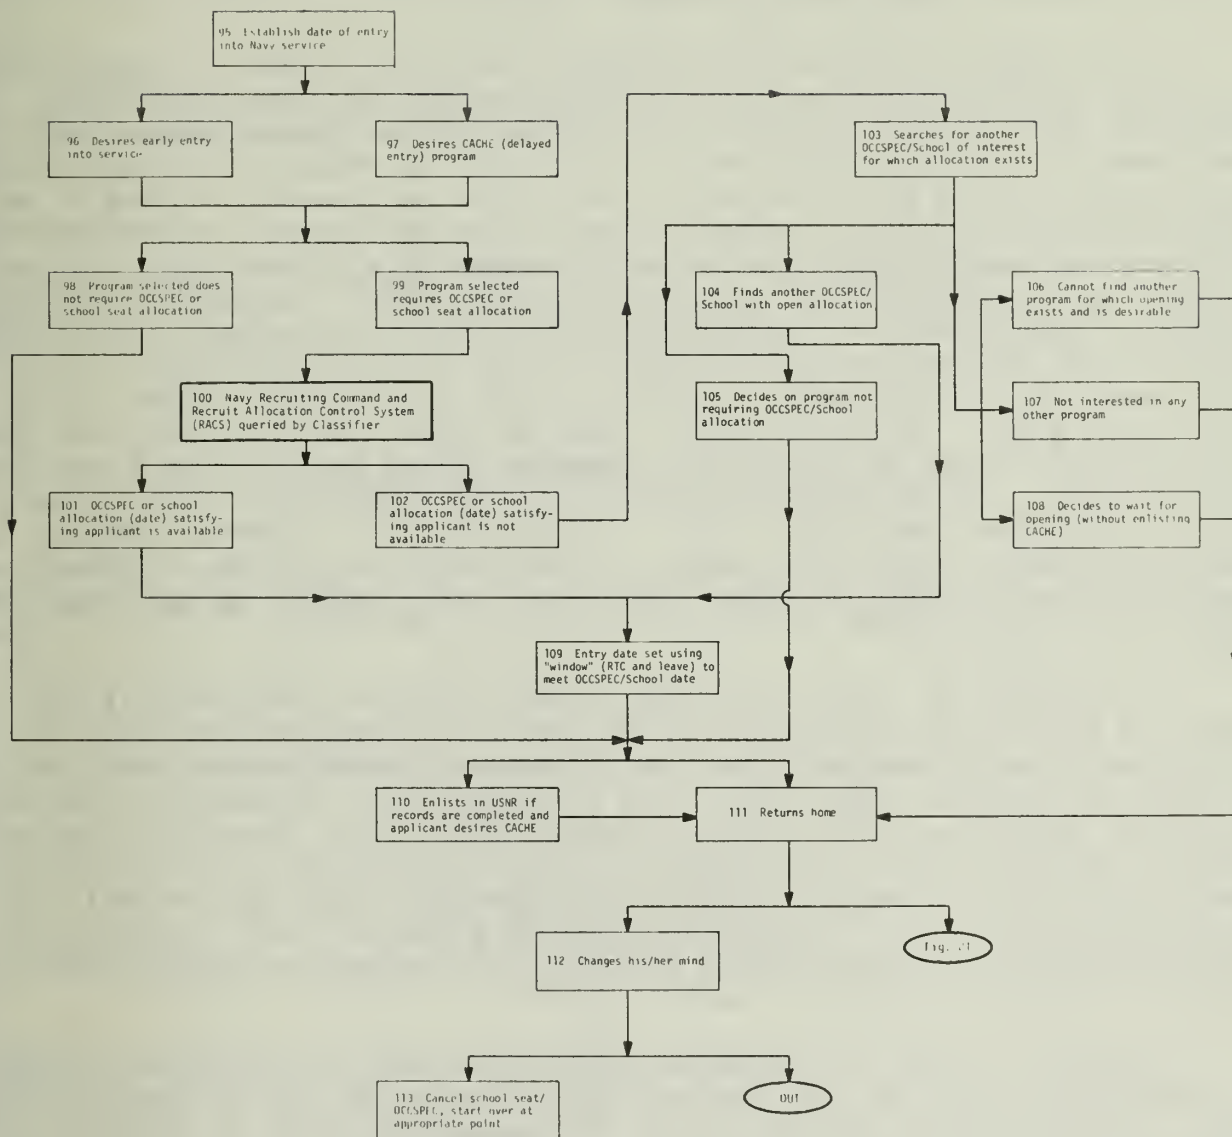 95 Establish date of entry
into Navy service
96 Desires early entry
into service
97 Desires CACHE (delayed
entry) program
103 Searches for another
OCCSPEC/School of interest
for which allocation exists
98 Program selected does
not require OCCSPEC or
school seat allocation
99 Program selected
requires OCCSPEC or
school seat allocation
104 Finds another OCCSPEC/
School with open allocation
106 Cannot find another
program for which opening
exists and is desirable
100 Navy Recruiting Command and
Recruit Allocation Control System
(RACS) queried by Classifier
105 Decides on program not
requiring OCCSPEC/School
allocation
107 Not interested in any
other program
101 OCCSPEC or school
allocation (date) satisfy-
ing applicant is available
102 OCCSPEC or school
allocation (date) satisfy-
ing applicant is not
available
108 Decides to wait for
opening (without enlisting
CACHE)
109 Entry date set using
"window" (RTC and leave) to
meet OCCSPEC/School date
110 Enlists in USNR if
records are completed and
applicant desires CACHE
111 Returns home
112 Changes his/her mind
Fig.
113 Cancel school seat/
OCCSPEC, start over at
appropriate point
OUT